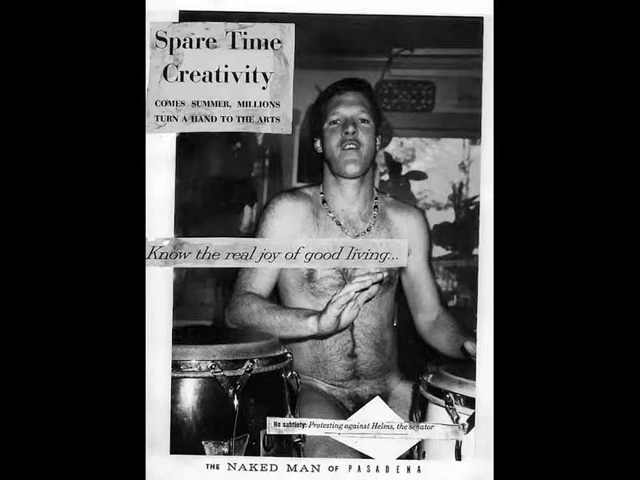 Spare Time
Creativity
COMES SUMMER, MILLIONS
TURN A HAND TO THE ARTS
Know the real joy of good living...
No subtlety: Protesting against Helms, the senator
THE NAKED MAN OF PASADENA